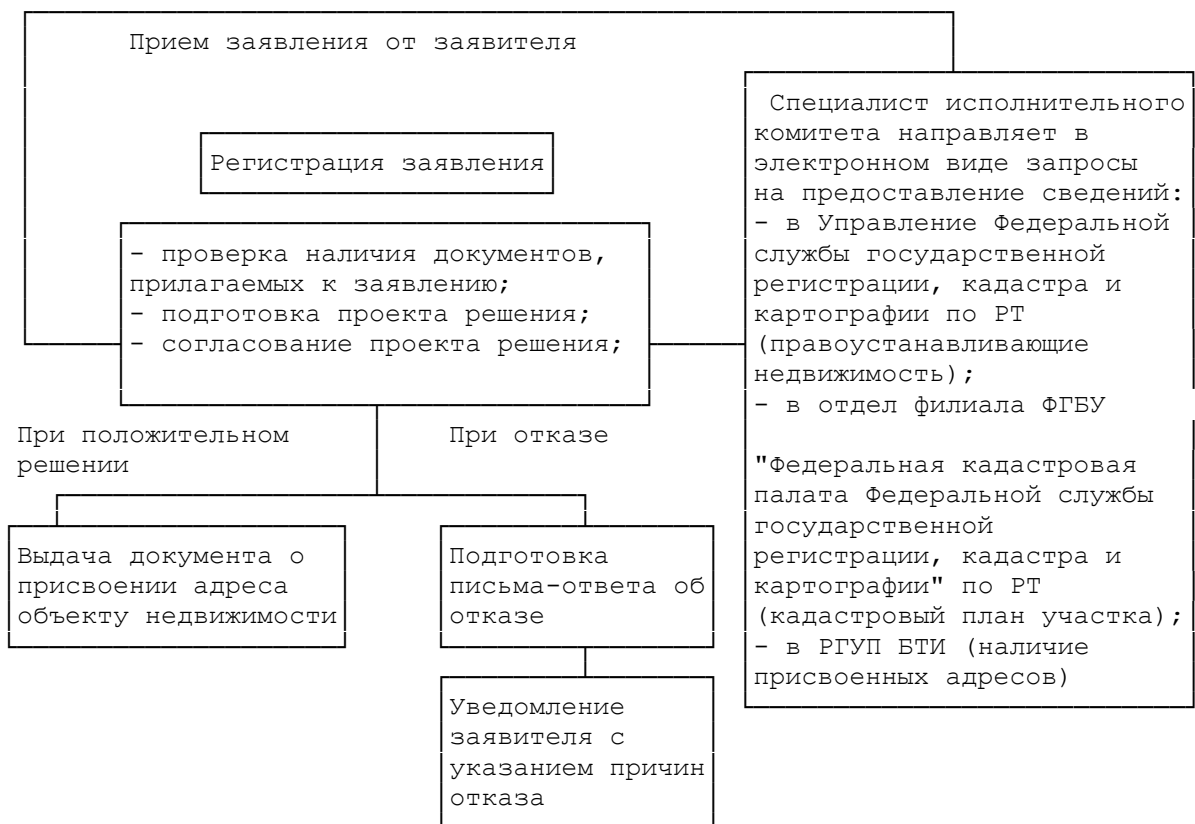 Прием заявления от заявителя
Регистрация заявления
- проверка наличия документов,
прилагаемых к заявлению;
- подготовка проекта решения;
- согласование проекта решения;
При положительном
решении
При отказе
Выдача документа о
присвоении адреса
объекту недвижимости
Подготовка
письма-ответа об
отказе
Уведомление
заявителя с
указанием причин
отказа
Специалист исполнительного
комитета направляет в
электронном виде запросы
на предоставление сведений:
- в Управление Федеральной
службы государственной
регистрации, кадастра и
картографии по РТ
(правоустанавливающие
недвижимость);
- в отдел филиала ФГБУ
"Федеральная кадастровая
палата Федеральной службы
государственной
регистрации, кадастра и
картографии" по РТ
(кадастровый план участка);
- в РГУП БТИ (наличие
присвоенных адресов)